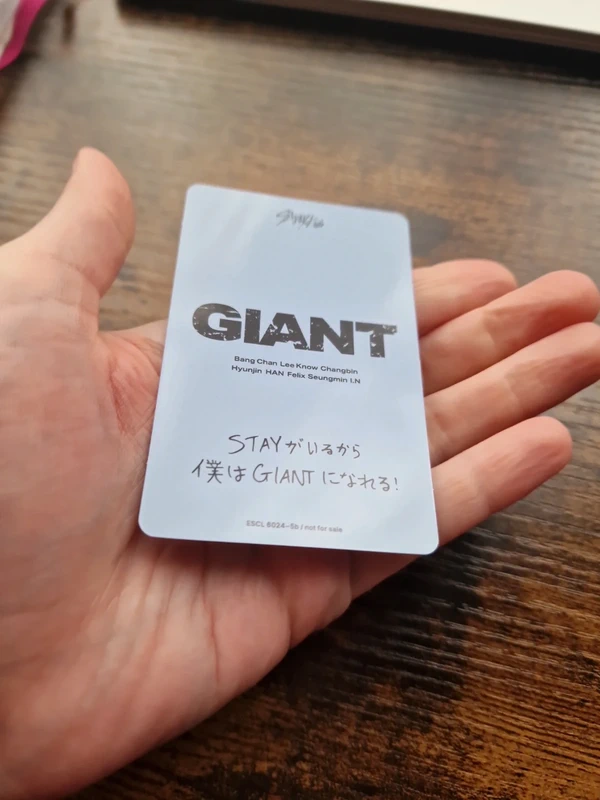 Stray Kids
GIANT
Bang Chan Lee Know Changbin
Hyunjin HAN Felix Seungmin I.N
STAYがいるから
僕はGIANTになれる!
ESCL 6024~5b / not for sale